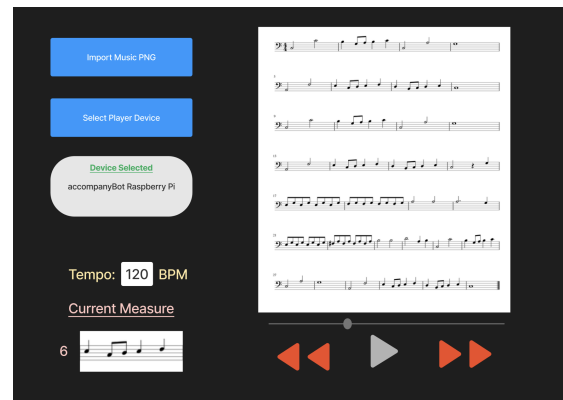 Import Music PNG
Select Player Device
Device Selected
accompanyBot Raspberry Pi
Tempo: 120 BPM
Current Measure
6